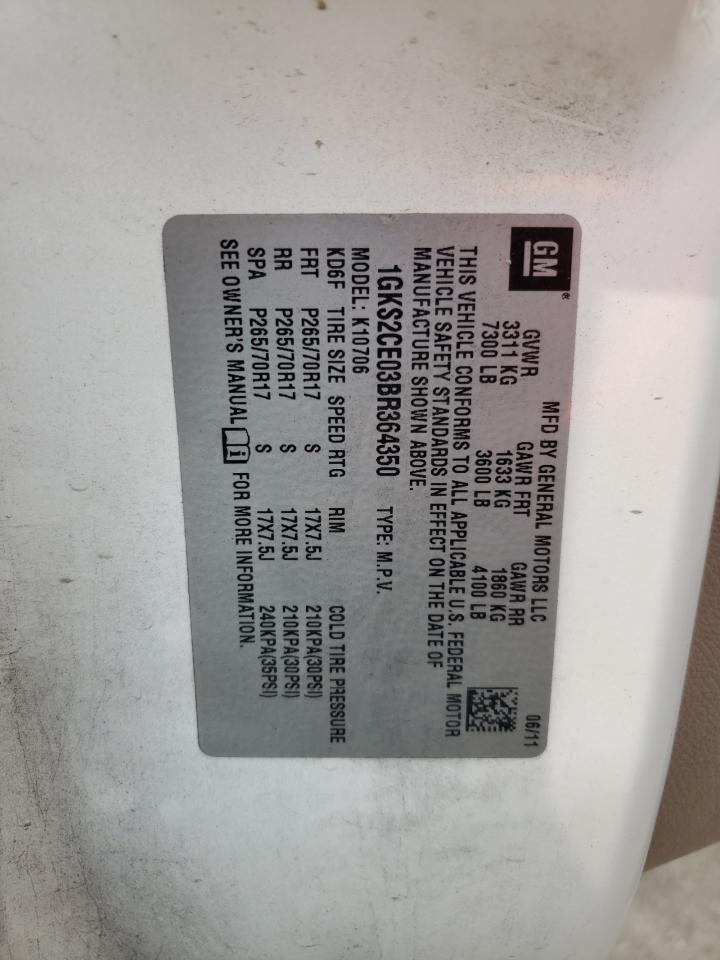 GM®
MFD BY GENERAL MOTORS LLC 06/11
GVWR GAWR FRT GAWR RR
3311 KG 1633 KG 1860 KG
7300 LB 3600 LB 4100 LB
THIS VEHICLE CONFORMS TO ALL APPLICABLE U.S. FEDERAL MOTOR
VEHICLE SAFETY STANDARDS IN EFFECT ON THE DATE OF
MANUFACTURE SHOWN ABOVE.
1GKS2CE03BR364350 TYPE: M.P.V.
MODEL: K10706
KD6F TIRE SIZE SPEED RTG RIM COLD TIRE PRESSURE
FRT P265/70R17 S 17X7.5J 210KPA(30PSI)
RR P265/70R17 S 17X7.5J 210KPA(30PSI)
SPA P265/70R17 S 17X7.5J 240KPA(35PSI)
SEE OWNER'S MANUAL FOR MORE INFORMATION.